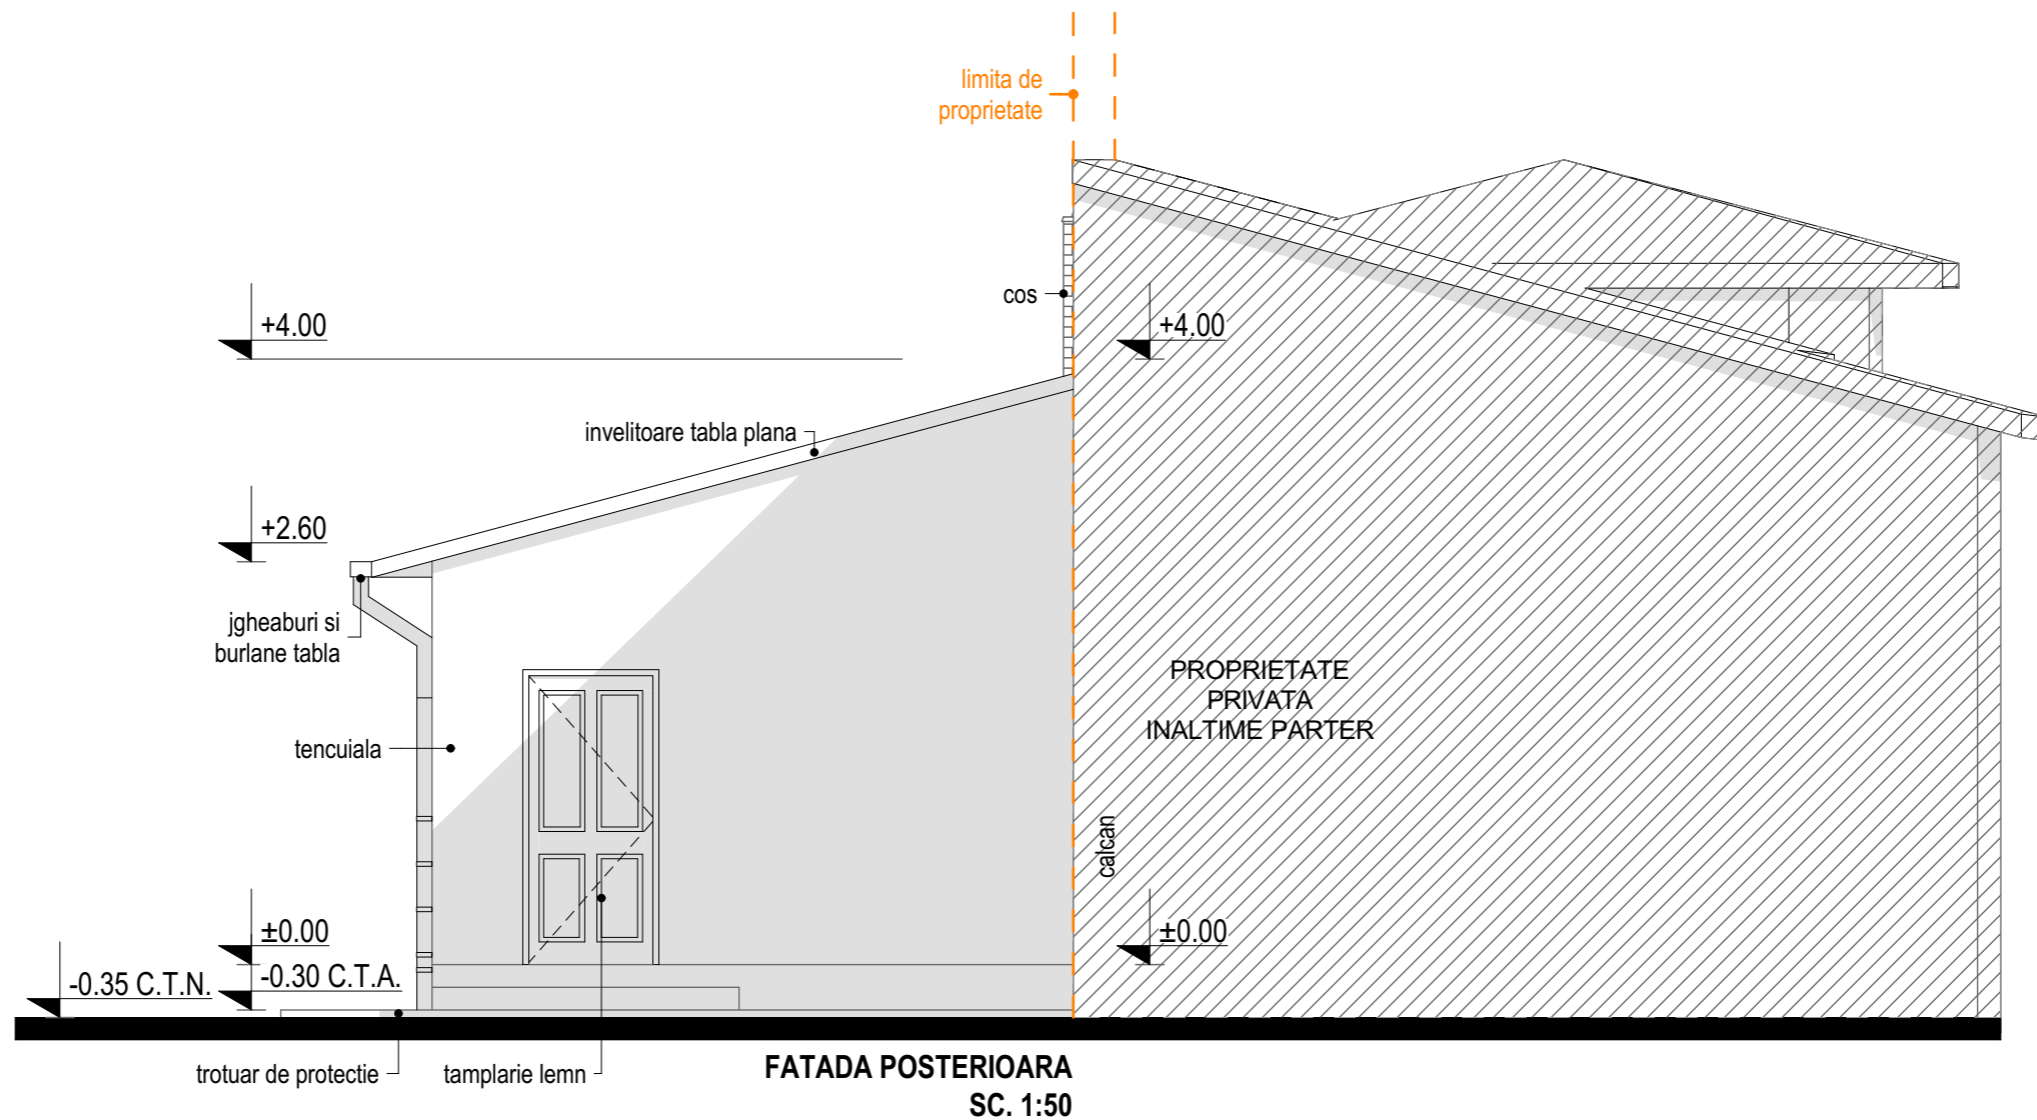 limita de
proprietate
cos
+4.00
+4.00
invelitoare tabla plana
+2.60
jgheaburi si
burlane tabla
PROPRIETATE
PRIVATA
INALTIME PARTER
tencuiala
calcan
±0.00
±0.00
-0.35 C.T.N.
-0.30 C.T.A.
trotuar de protectie
tamplarie lemn
FATADA POSTERIOARA
SC. 1:50